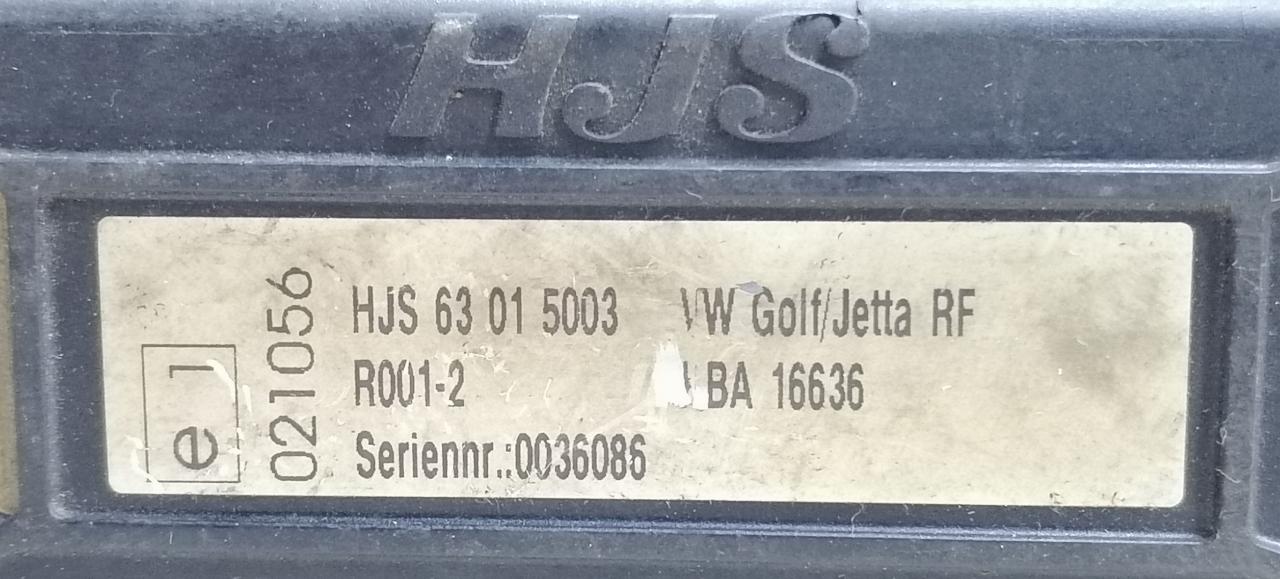 HJS
HJS 63 01 5003 VW Golf/Jetta RF
R001-2 BA 16636
Seriennr.:0036086
e1
021056